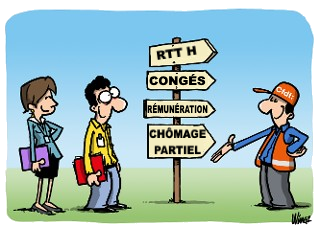 RTT H
CONGÉS
RÉMUNÉRATION
CHÔMAGE
PARTIEL
Cfdt: